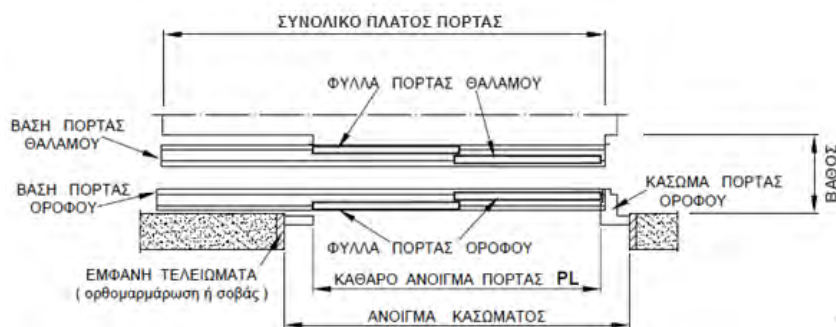 ΣΥΝΟΛΙΚΟ ΠΛΑΤΟΣ ΠΟΡΤΑΣ
ΦΥΛΛΑ ΠΟΡΤΑΣ ΘΑΛΑΜΟΥ
ΒΑΣΗ ΠΟΡΤΑΣ
ΘΑΛΑΜΟΥ
ΒΑΣΗ ΠΟΡΤΑΣ
ΟΡΟΦΟΥ
ΚΑΣΩΜΑ ΠΟΡΤΑΣ
ΟΡΟΦΟΥ
ΒΑΘΟΣ
ΦΥΛΛΑ ΠΟΡΤΑΣ ΟΡΟΦΟΥ
ΕΜΦΑΝΗ ΤΕΛΕΙΩΜΑΤΑ
( ορθομαρμάρωση ή σοβάς )
ΚΑΘΑΡΟ ΑΝΟΙΓΜΑ ΠΟΡΤΑΣ PL
ΑΝΟΙΓΜΑ ΚΑΣΩΜΑΤΟΣ